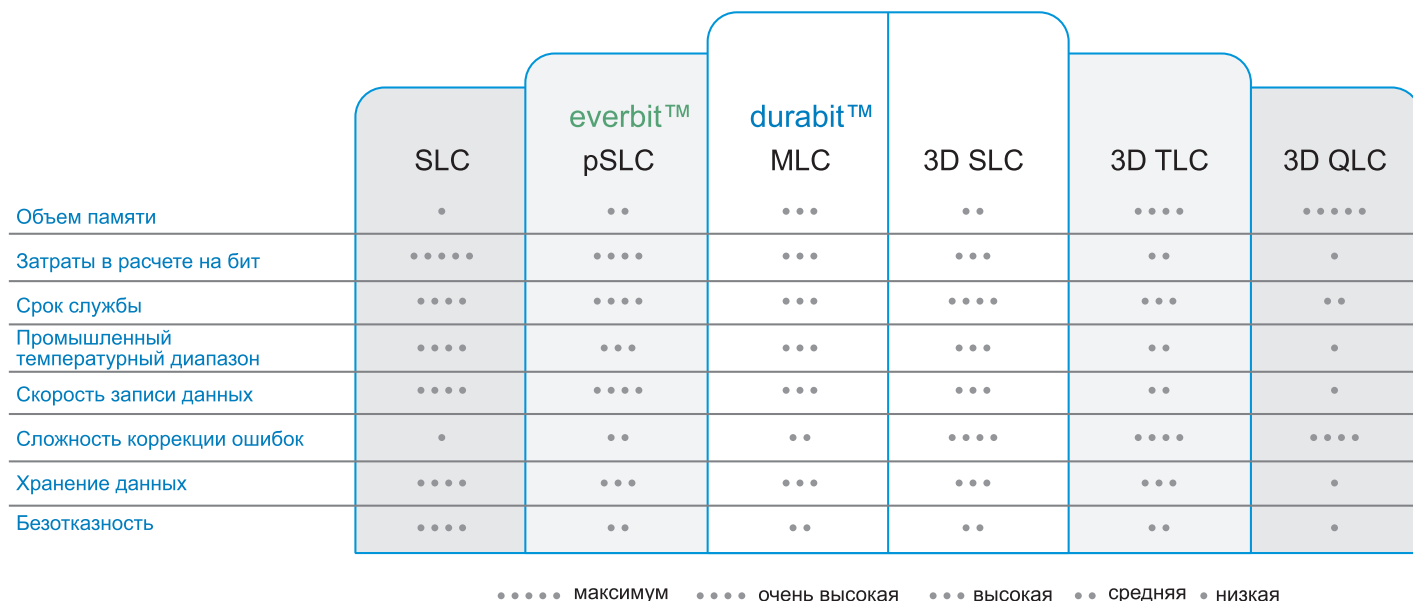 everbit™ durabit™
SLC pSLC MLC 3D SLC 3D TLC 3D QLC
Объем памяти • •• ••• •• •••• •••••
Затраты в расчете на бит ••••• •••• ••• ••• •• •
Срок службы •••• •••• ••• •••• ••• ••
Промышленный
температурный диапазон •••• ••• ••• ••• •• •
Скорость записи данных •••• •••• ••• ••• •• •
Сложность коррекции ошибок • •• •• •••• •••• ••••
Хранение данных •••• ••• ••• ••• ••• •
Безотказность •••• •• •• •• •• •
••••• максимум •••• очень высокая ••• высокая •• средняя • низкая